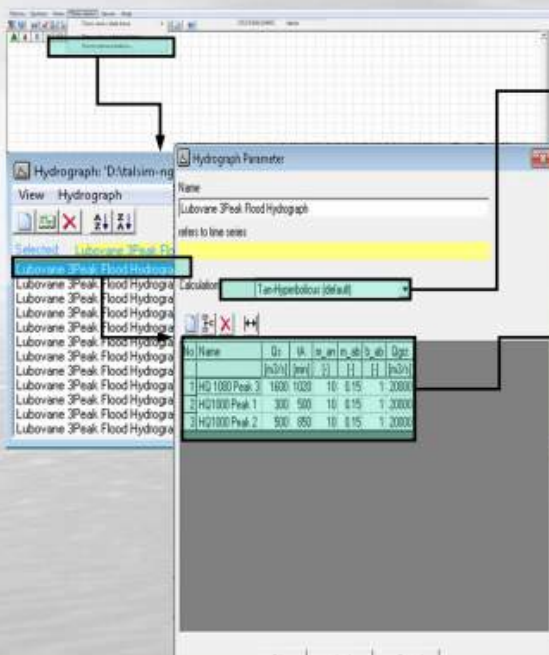 Hydrograph: 'D:\talsim-ng
View Hydrograph
Selected: Lubovane 3Peak Flo
Lubovane 3Peak Flood Hydrogra
Lubovane 3Peak Flood Hydrogra
Lubovane 3Peak Flood Hydrogra
Lubovane 3Peak Flood Hydrogra
Lubovane 3Peak Flood Hydrogra
Lubovane 3Peak Flood Hydrogra
Lubovane 3Peak Flood Hydrogra
Lubovane 3Peak Flood Hydrogra
Lubovane 3Peak Flood Hydrogra
Lubovane 3Peak Flood Hydrogra
Lubovane 3Peak Flood Hydrogra
Lubovane 3Peak Flood Hydrogra
Hydrograph Parameter
Name
Lubovane 3Peak Flood Hydrograph
refers to time series
Calculation Tan-Hyperbolicus (default)
No Name Qs tA m_an m_ab b_ab Qgst
[m3/s] [min] [-] [-] [-] [m3/s]
1 HQ 1000 Peak 3 1600 1020 10 0.15 1 20000
2 HQ1000 Peak 1 300 500 10 0.15 1 20000
3 HQ1000 Peak 2 500 850 10 0.15 1 20000